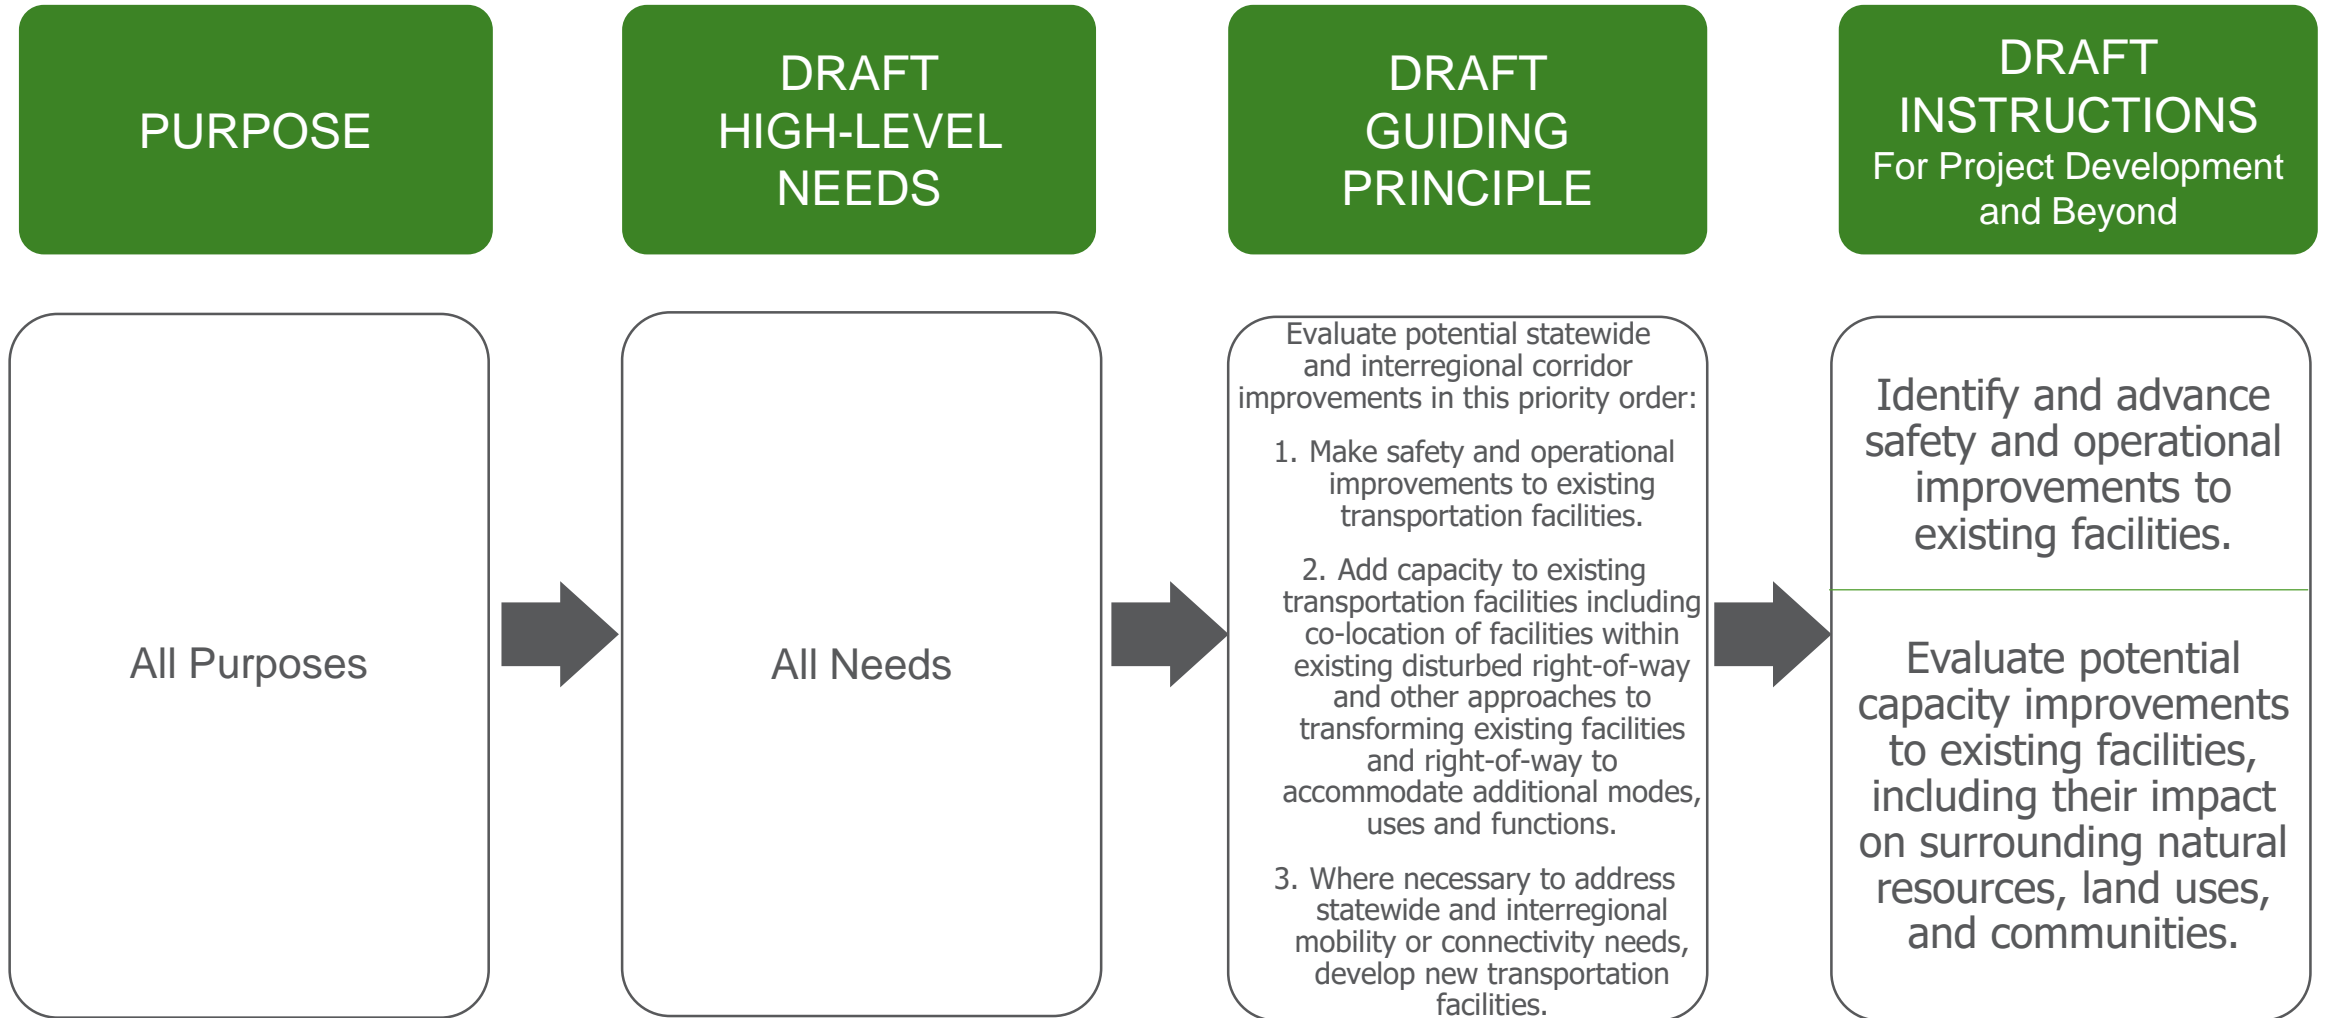 PURPOSE
DRAFT
HIGH-LEVEL
NEEDS
DRAFT
GUIDING
PRINCIPLE
DRAFT
INSTRUCTIONS
For Project Development
and Beyond
All Purposes
All Needs
Evaluate potential statewide
and interregional corridor
improvements in this priority order:
1. Make safety and operational
improvements to existing
transportation facilities.
2. Add capacity to existing
transportation facilities including
co-location of facilities within
existing disturbed right-of-way
and other approaches to
transforming existing facilities
and right-of-way to
accommodate additional modes,
uses and functions.
3. Where necessary to address
statewide and interregional
mobility or connectivity needs,
develop new transportation
facilities.
Identify and advance
safety and operational
improvements to
existing facilities.
Evaluate potential
capacity improvements
to existing facilities,
including their impact
on surrounding natural
resources, land uses,
and communities.